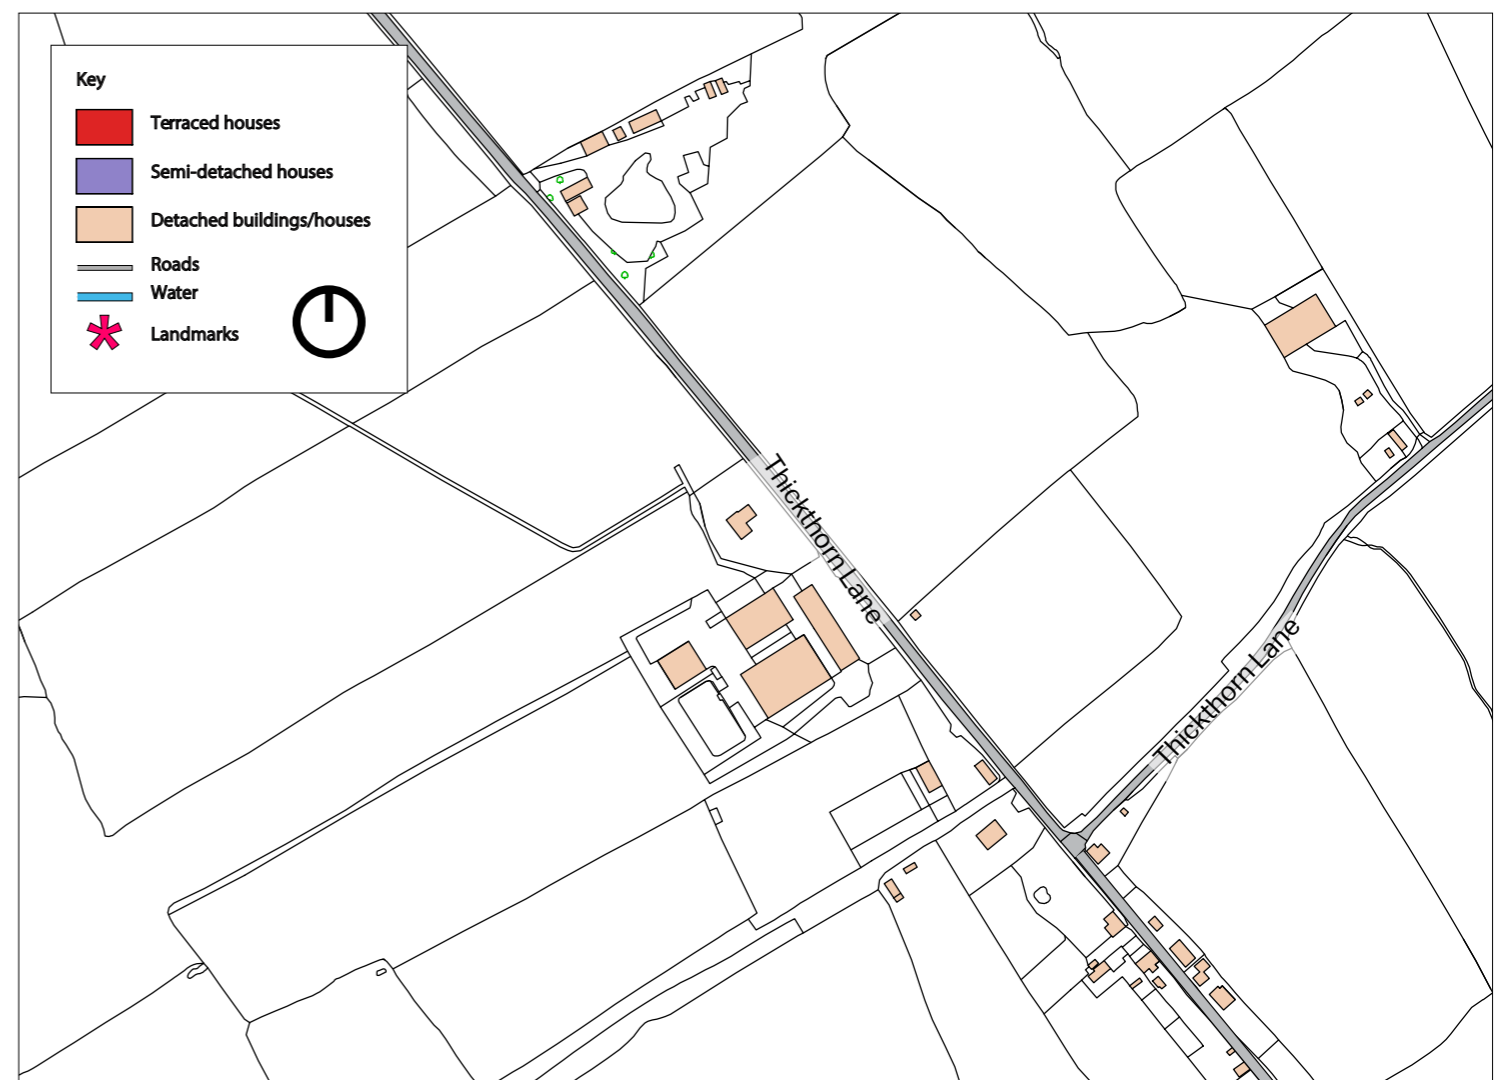 Key
Terraced houses
Semi-detached houses
Detached buildings/houses
Roads
Water
Landmarks
Thickthorn Lane
Thickthorn Lane